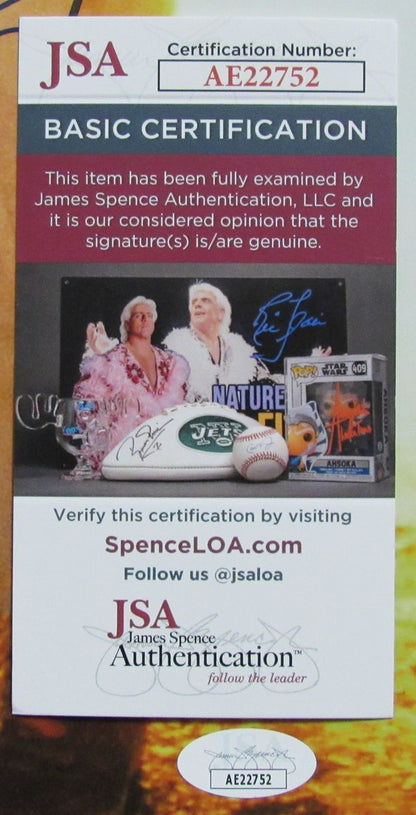 JSA
Certification Number:
AE22752
BASIC CERTIFICATION
This item has been fully examined by
James Spence Authentication, LLC and
it is our considered opinion that the
signature(s) is/are genuine.
NATURE
JETS
POP!
STAR
WARS
409
AHSOKA
Verify this certification by visiting
SpenceLOA.com
Follow us @jsaloa
JSA
James Spence
Authentication™
follow the leader
AE22752